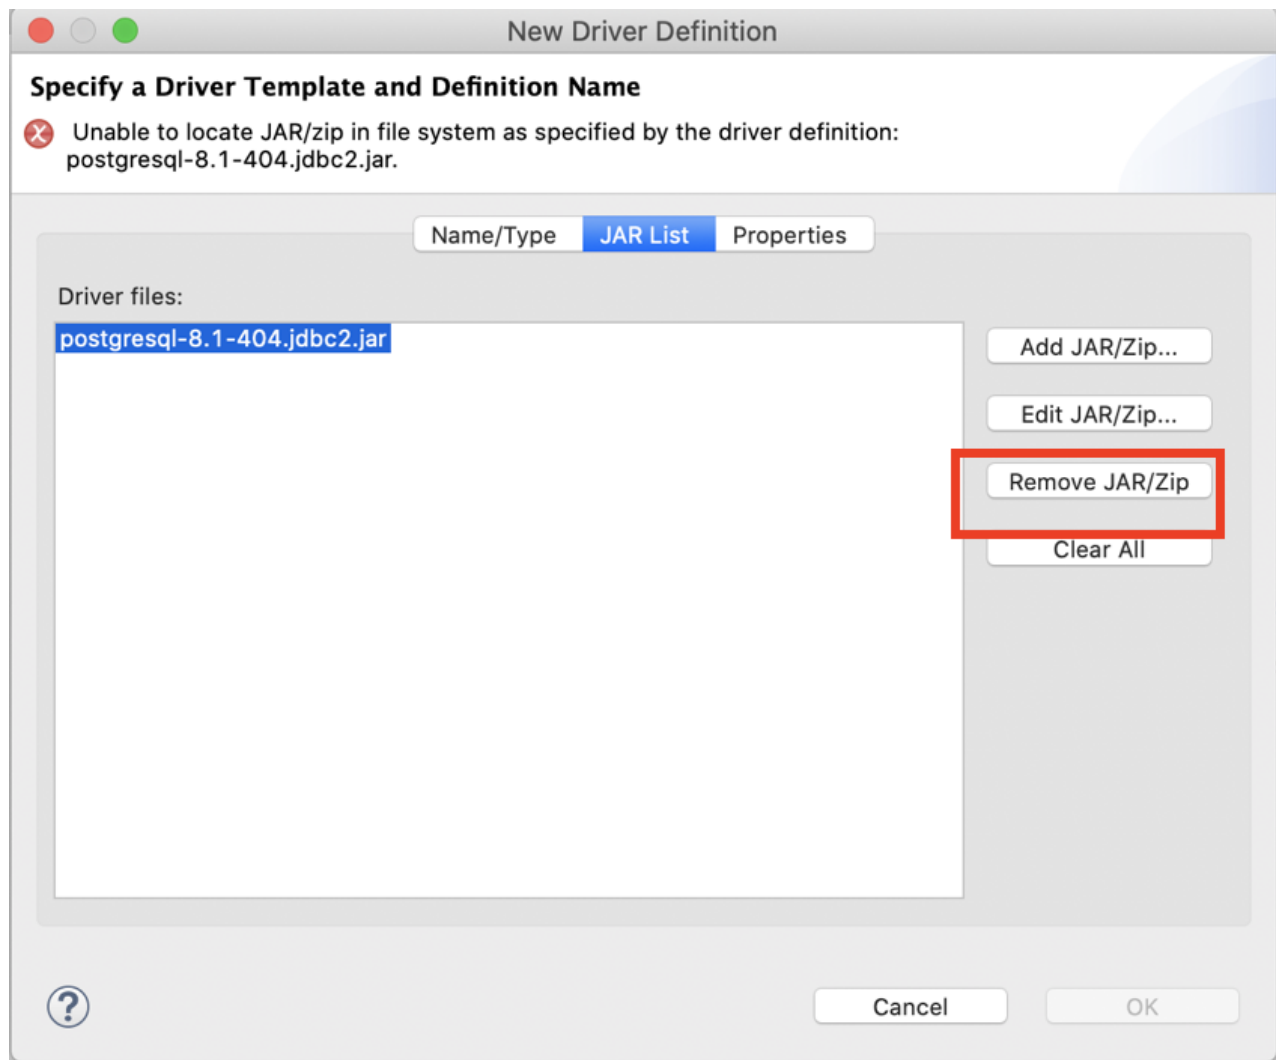 New Driver Definition
Specify a Driver Template and Definition Name
Unable to locate JAR/zip in file system as specified by the driver definition:
postgresql-8.1-404.jdbc2.jar.
Name/Type JAR List Properties
Driver files:
postgresql-8.1-404.jdbc2.jar
Add JAR/Zip...
Edit JAR/Zip...
Remove JAR/Zip
Clear All
?
Cancel OK